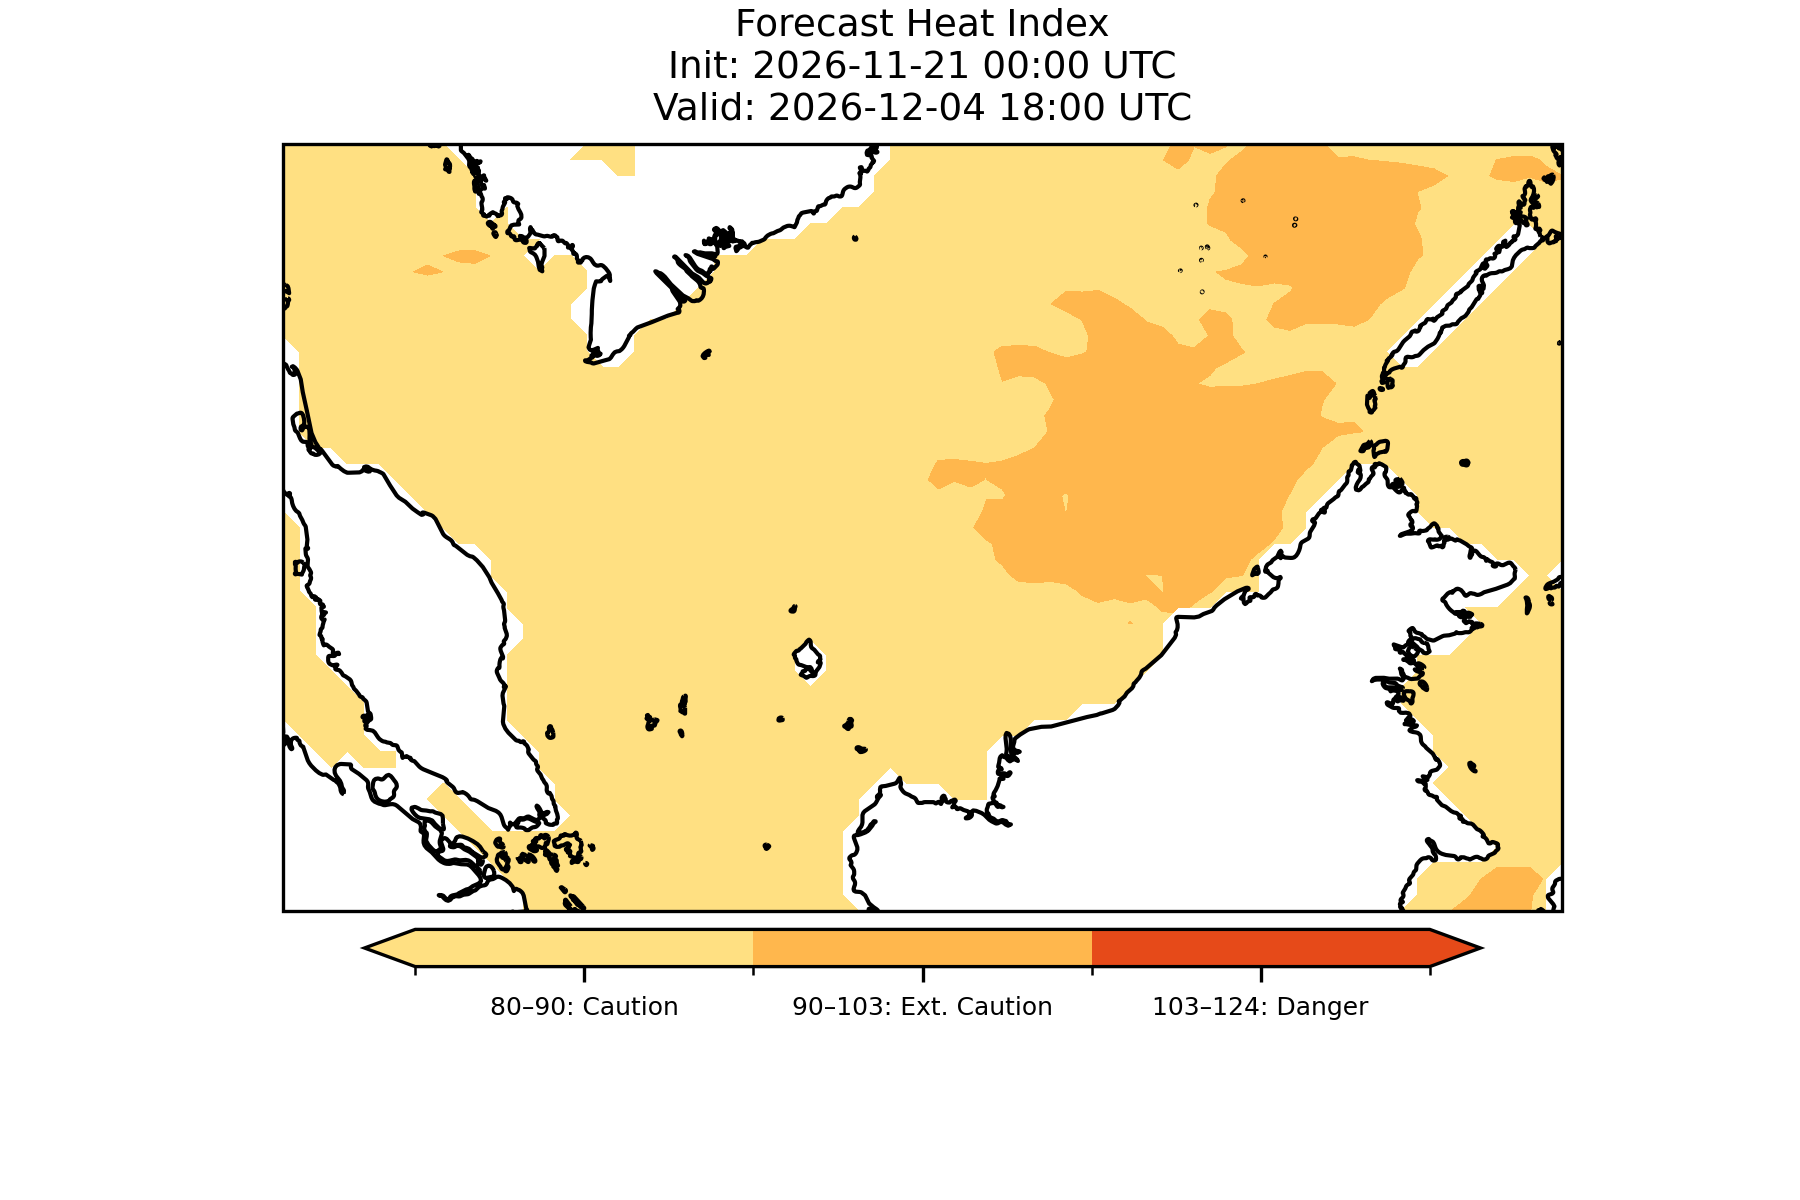 Forecast Heat Index
Init: 2026-11-21 00:00 UTC
Valid: 2026-12-04 18:00 UTC
80–90: Caution
90–103: Ext. Caution
103–124: Danger